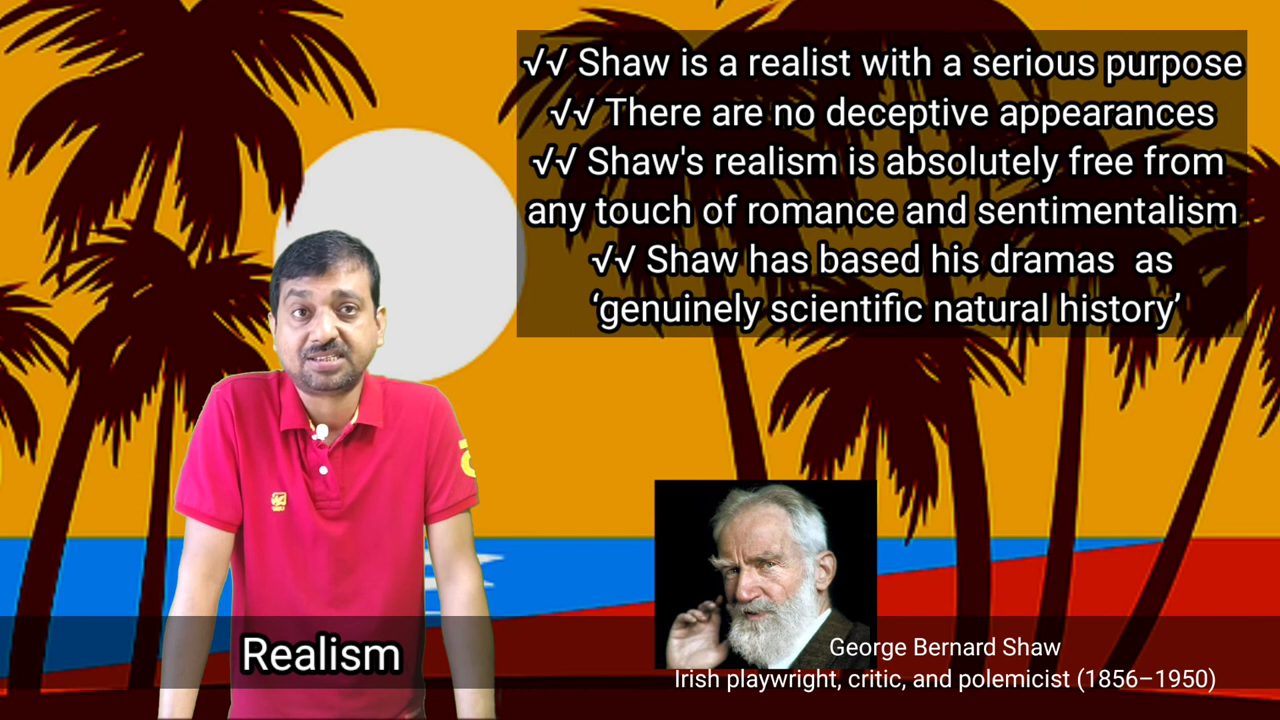 √√ Shaw is a realist with a serious purpose
√√ There are no deceptive appearances
√√ Shaw's realism is absolutely free from
any touch of romance and sentimentalism
√√ Shaw has based his dramas  as
‘genuinely scientific natural history’
Realism
George Bernard Shaw
Irish playwright, critic, and polemicist (1856–1950)